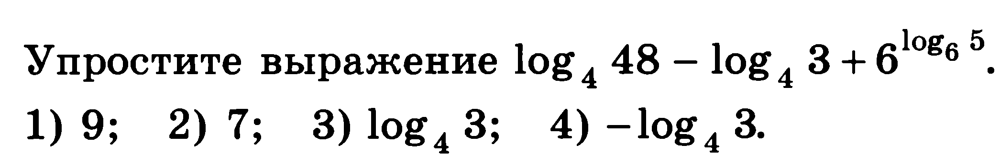 Упростите выражение log₄ 48 − log₄ 3 + 6^(log₆ 5).
1) 9; 2) 7; 3) log₄ 3; 4) −log₄ 3.